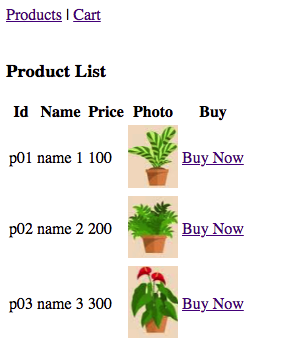 Products | Cart
Product List
Id Name Price Photo Buy
p01 name 1 100 Buy Now
p02 name 2 200 Buy Now
p03 name 3 300 Buy Now